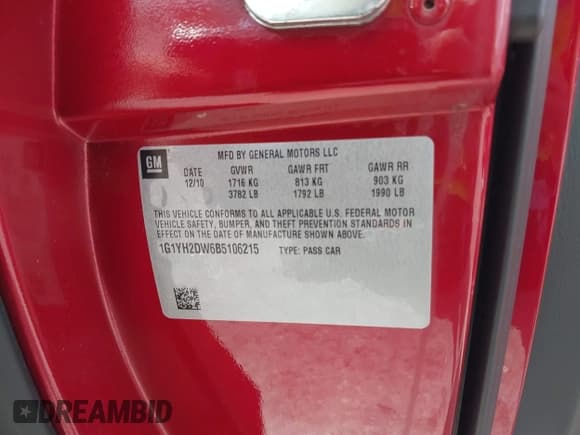 GM
MFD BY GENERAL MOTORS LLC
DATE GVWR GAWR FRT GAWR RR
12/10 1716 KG 813 KG 903 KG
3782 LB 1792 LB 1990 LB
THIS VEHICLE CONFORMS TO ALL APPLICABLE U.S. FEDERAL MOTOR
VEHICLE SAFETY, BUMPER, AND THEFT PREVENTION STANDARDS IN
EFFECT ON THE DATE OF MANUFACTURE SHOWN ABOVE.
1G1YH2DW6B5106215 TYPE: PASS CAR
DREAMBID